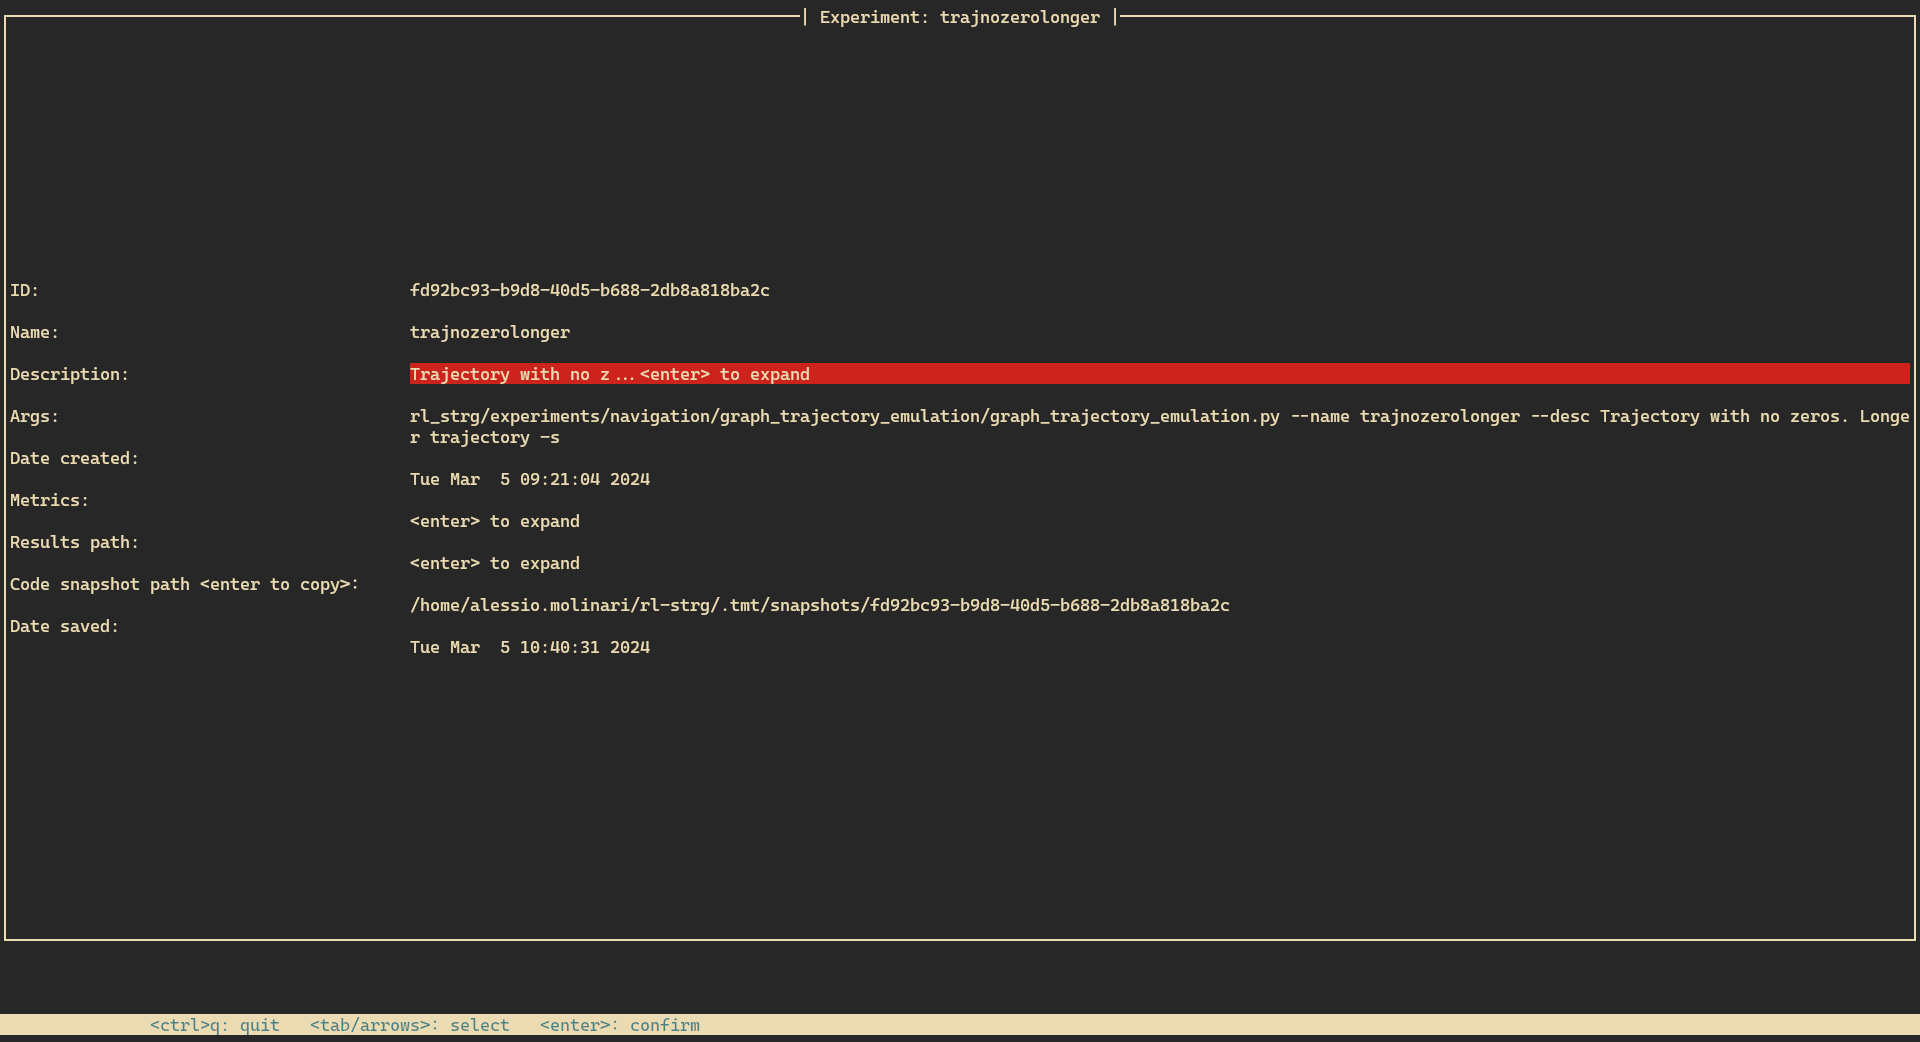 Experiment: trajnozerolonger
ID: fd92bc93-b9d8-40d5-b688-2db8a818ba2c
Name: trajnozerolonger
Description: Trajectory with no z...<enter> to expand
Args: rl_strg/experiments/navigation/graph_trajectory_emulation/graph_trajectory_emulation.py --name trajnozerolonger --desc Trajectory with no zeros. Longe
r trajectory -s
Date created:
Tue Mar  5 09:21:04 2024
Metrics:
<enter> to expand
Results path:
<enter> to expand
Code snapshot path <enter to copy>:
/home/alessio.molinari/rl-strg/.tmt/snapshots/fd92bc93-b9d8-40d5-b688-2db8a818ba2c
Date saved:
Tue Mar  5 10:40:31 2024
<ctrl>q: quit   <tab/arrows>: select   <enter>: confirm